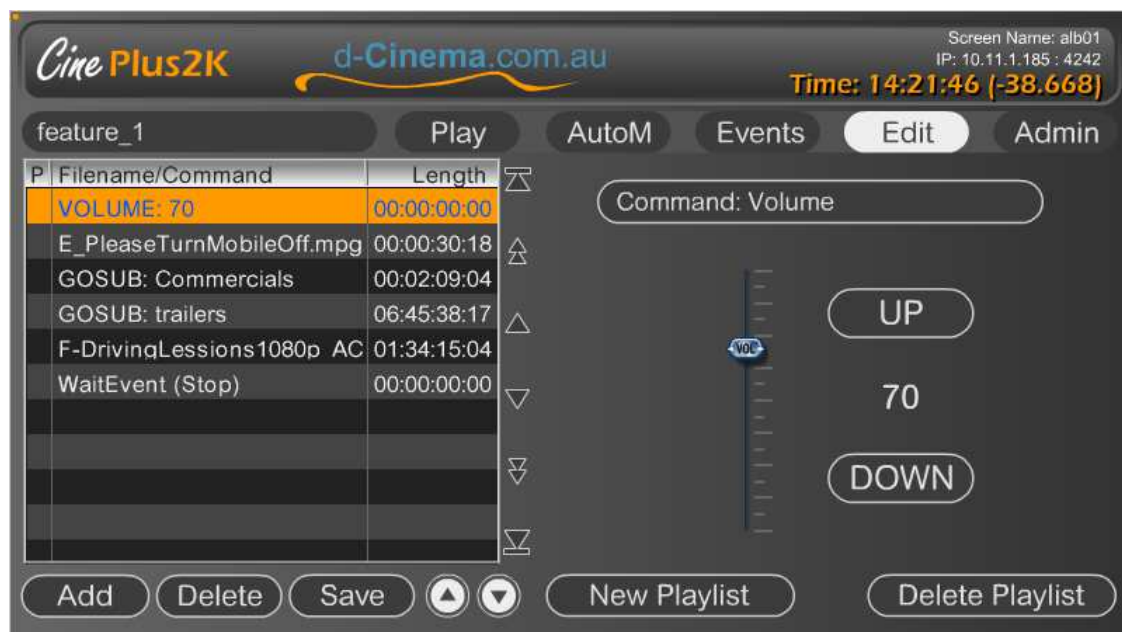 Cine Plus2K
d-Cinema.com.au
Screen Name: alb01
IP: 10.11.1.185 : 4242
Time: 14:21:46 (-38.668)
feature_1 Play AutoM Events Edit Admin
P Filename/Command Length
VOLUME: 70 00:00:00:00
E_PleaseTurnMobileOff.mpg 00:00:30:18
GOSUB: Commercials 00:02:09:04
GOSUB: trailers 06:45:38:17
F-DrivingLessions1080p AC 01:34:15:04
WaitEvent (Stop) 00:00:00:00
Command: Volume
UP
VOL
70
DOWN
Add Delete Save New Playlist Delete Playlist